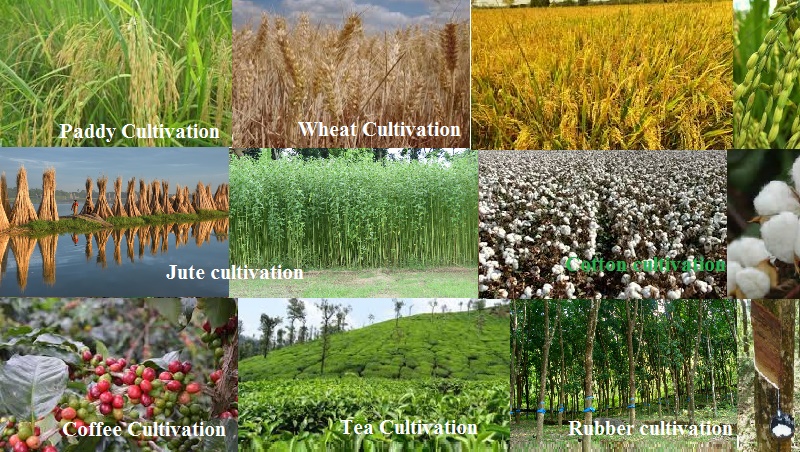 Paddy Cultivation
Wheat Cultivation
Jute cultivation
Cotton cultivation
Coffee Cultivation
Tea Cultivation
Rubber cultivation